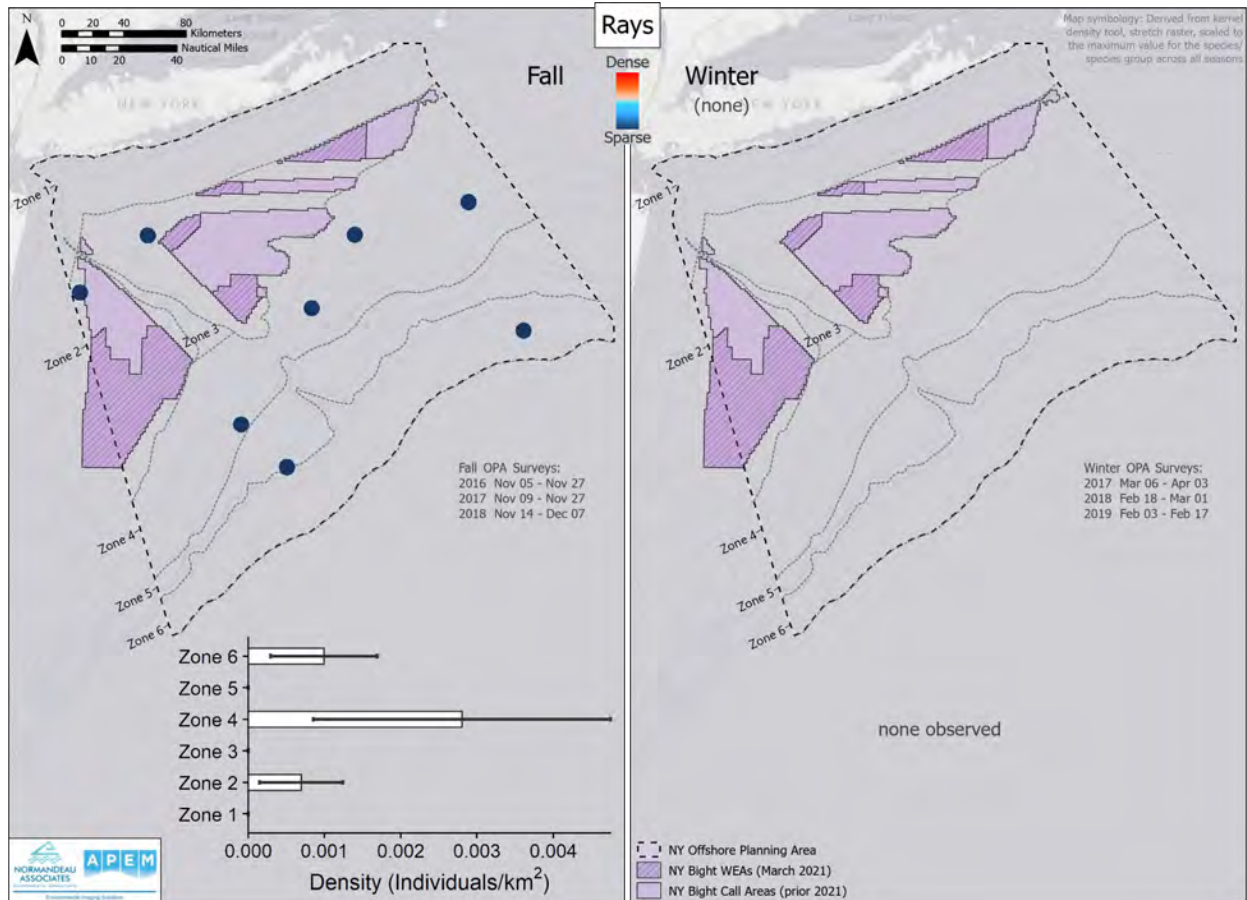 Rays
N
0 20 40 80
Kilometers
Nautical Miles
0 10 20 40
Fall
Dense
Sparse
Winter
(none)
Map symbology: Derived from kernel
density tool, stretch raster, scaled to
the maximum value for the species/
species group across all seasons
NEW YORK
Zone 1
Zone 2
Zone 3
Zone 4
Zone 5
Zone 6
Fall OPA Surveys:
2016 Nov 05 - Nov 27
2017 Nov 09 - Nov 27
2018 Nov 14 - Dec 07
Zone 6
Zone 5
Zone 4
Zone 3
Zone 2
Zone 1
0.000 0.001 0.002 0.003 0.004
Density (Individuals/km²)
NORMANDEAU
ASSOCIATES
APEM
NEW YORK
Zone 1
Zone 2
Zone 3
Zone 4
Zone 5
Zone 6
Winter OPA Surveys:
2017 Mar 06 - Apr 03
2018 Feb 18 - Mar 01
2019 Feb 03 - Feb 17
none observed
NY Offshore Planning Area
NY Bight WEAs (March 2021)
NY Bight Call Areas (prior 2021)